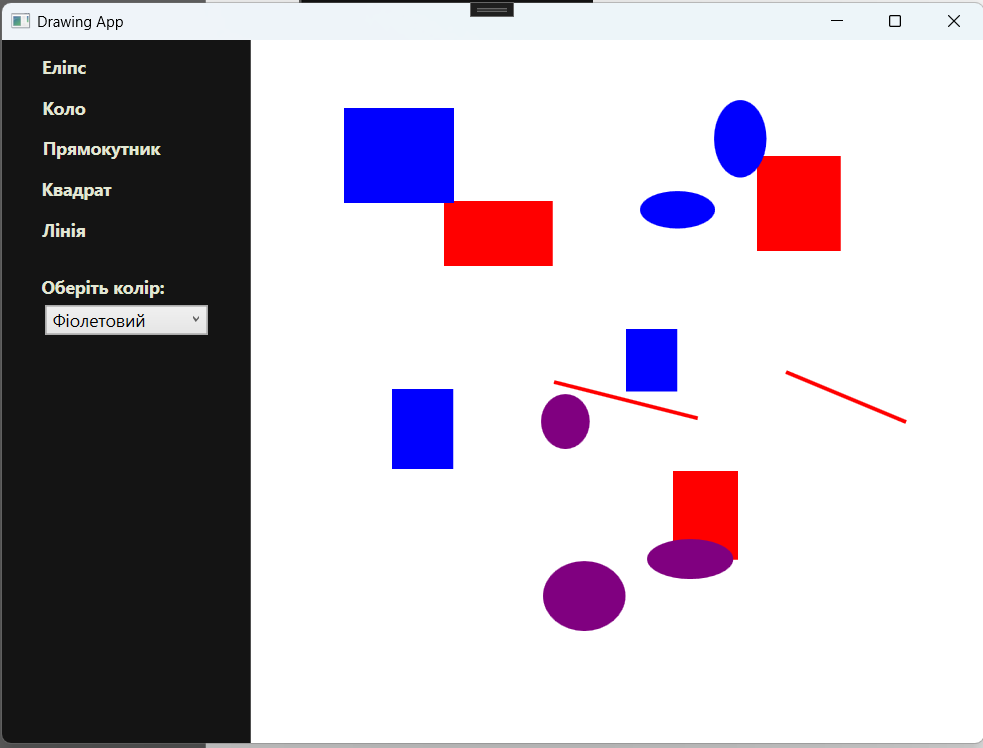 Drawing App
Еліпс
Коло
Прямокутник
Квадрат
Лінія
Оберіть колір:
Фіолетовий